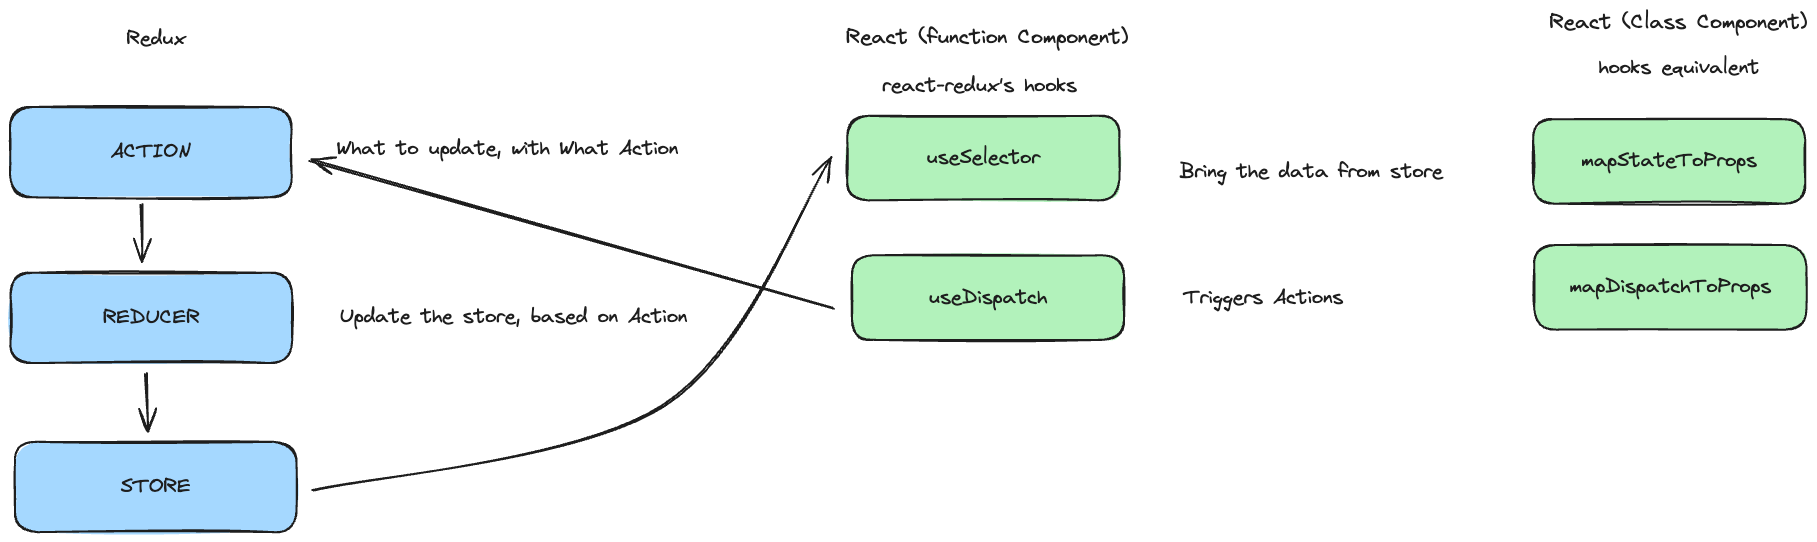 Redux
React (function Component)
React (Class Component)
react-redux's hooks
hooks equivalent
ACTION
What to update, with What Action
useSelector
Bring the data from store
mapStateToProps
REDUCER
Update the store, based on Action
useDispatch
Triggers Actions
mapDispatchToProps
STORE